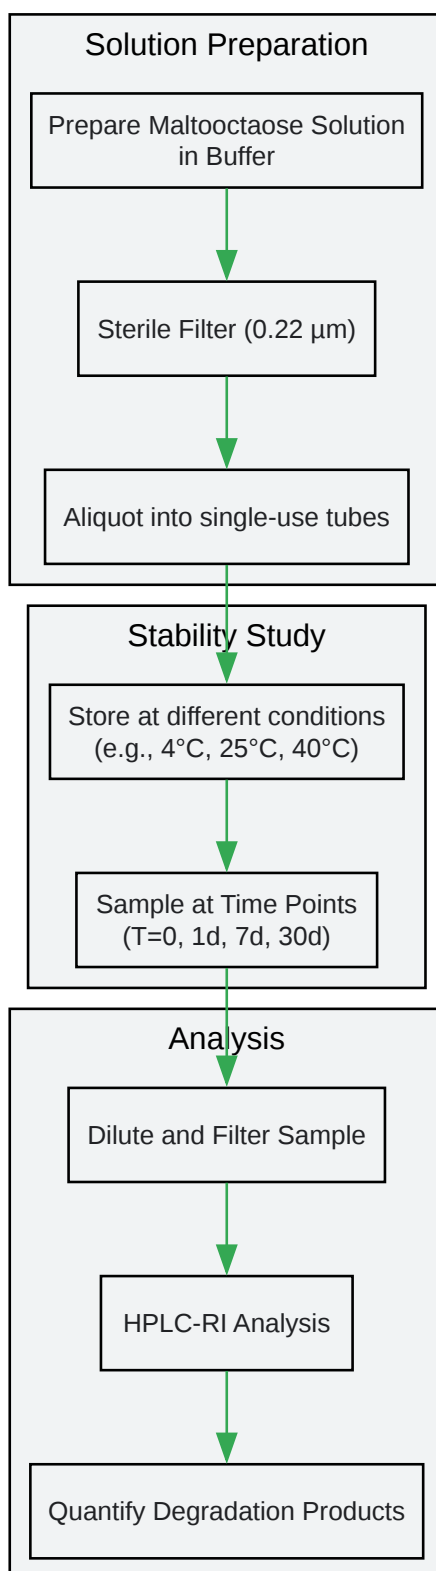 Solution Preparation
Prepare Maltooctaose Solution
in Buffer
Sterile Filter (0.22 µm)
Aliquot into single-use tubes
Stability Study
Store at different conditions
(e.g., 4°C, 25°C, 40°C)
Sample at Time Points
(T=0, 1d, 7d, 30d)
Analysis
Dilute and Filter Sample
HPLC-RI Analysis
Quantify Degradation Products